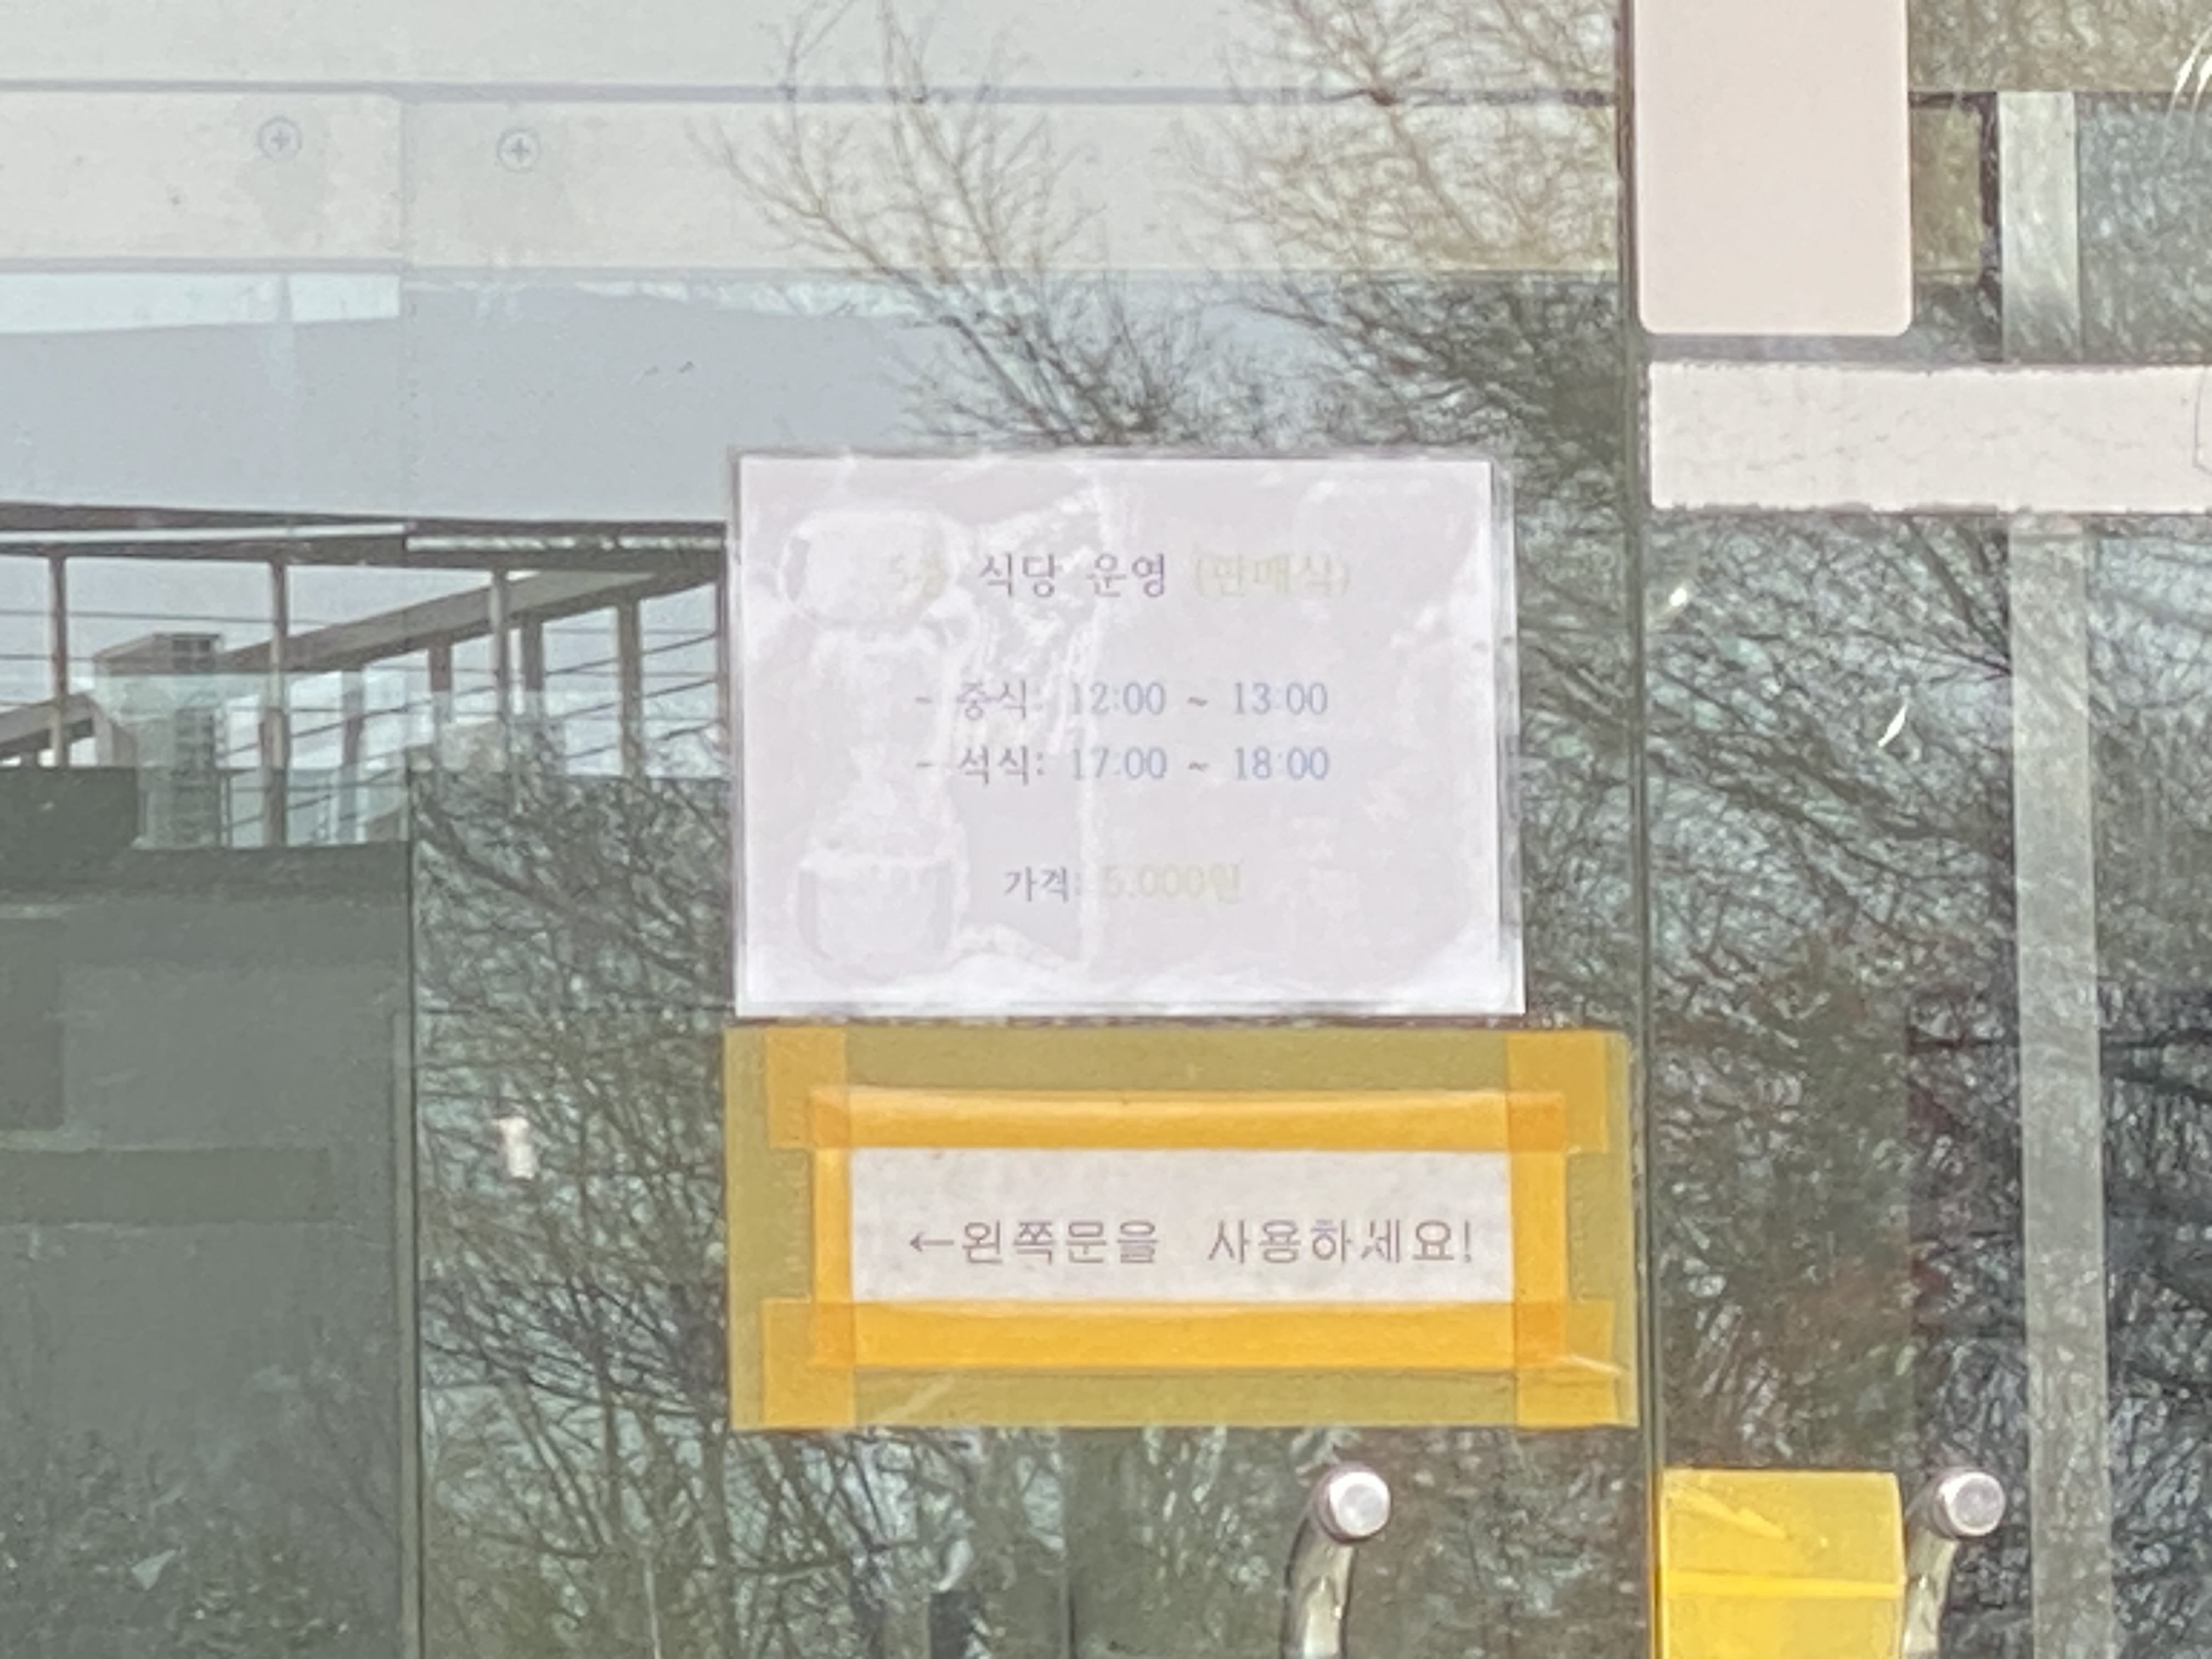 5층 식당 운영 (판매식)
- 중식: 12:00 ~ 13:00
- 석식: 17:00 ~ 18:00
가격: 5.000원
←왼쪽문을 사용하세요!